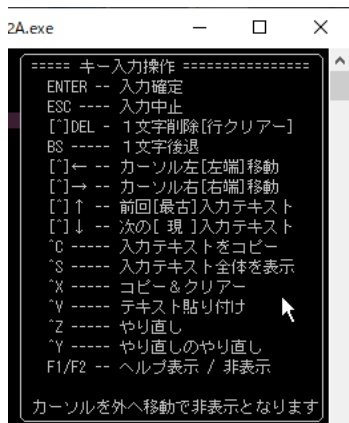 2A.exe
===== キー入力操作 ================
ENTER -- 入力確定
ESC ---- 入力中止
[^]DEL - 1文字削除[行クリアー]
BS ----- 1文字後退
[^]← -- カーソル左[左端]移動
[^]→ -- カーソル右[右端]移動
[^]↑ -- 前回[最古]入力テキスト
[^]↓ -- 次の[ 現 ]入力テキスト
^C ----- 入力テキストをコピー
^S ----- 入力テキスト全体を表示
^X ----- コピー&クリアー
^V ----- テキスト貼り付け
^Z ----- やり直し
^Y ----- やり直しのやり直し
F1/F2 -- ヘルプ表示 / 非表示
カーソルを外へ移動で非表示となります